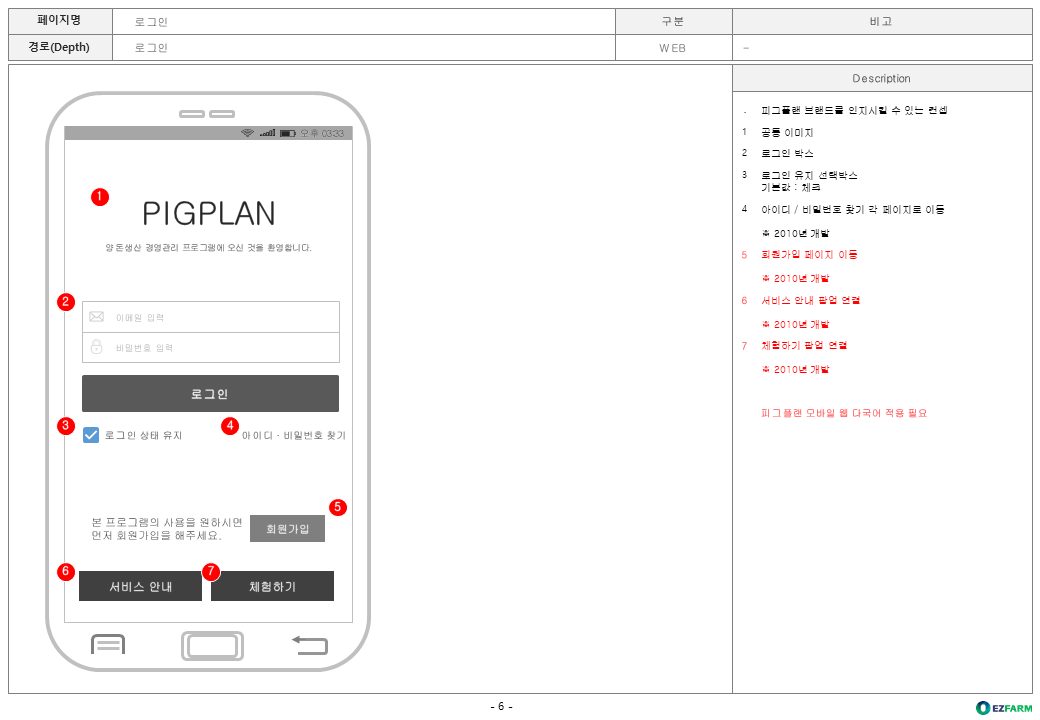 페이지명
로그인
구분
비고
경로(Depth)
로그인
WEB
-
Description
오후 03:33
1
PIGPLAN
양돈생산 경영관리 프로그램에 오신 것을 환영합니다.
2
이메일 입력
비밀번호 입력
로그인
3
로그인 상태 유지
4
아이디 · 비밀번호 찾기
5
본 프로그램의 사용을 원하시면
먼저 회원가입을 해주세요.
회원가입
6
서비스 안내
7
체험하기
. 피그플랜 브랜드를 인지시킬 수 있는 컨셉
1 공통 이미지
2 로그인 박스
3 로그인 유지 선택박스
기본값 : 체크
4 아이디 / 비밀번호 찾기 각 페이지로 이동
※ 2010년 개발
5 회원가입 페이지 이동
※ 2010년 개발
6 서비스 안내 팝업 연결
※ 2010년 개발
7 체험하기 팝업 연결
※ 2010년 개발
피그플랜 모바일 웹 다국어 적용 필요
- 6 -
EZFARM